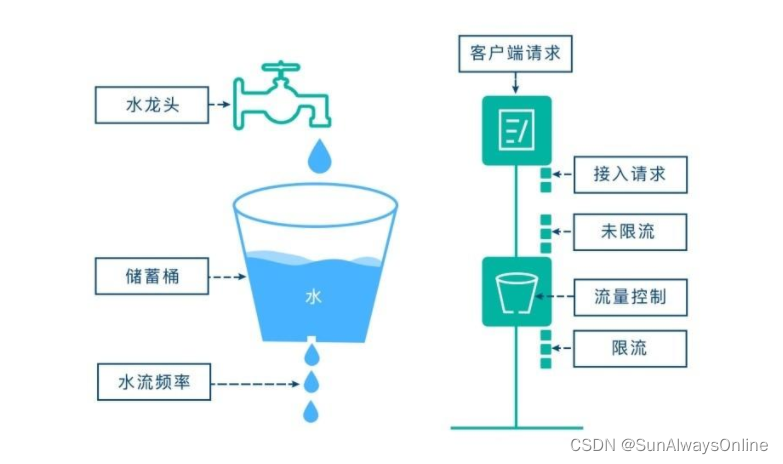 水龙头
储蓄桶
水
水流频率
客户端请求
接入请求
未限流
流量控制
限流
CSDN @SunAlwaysOnline